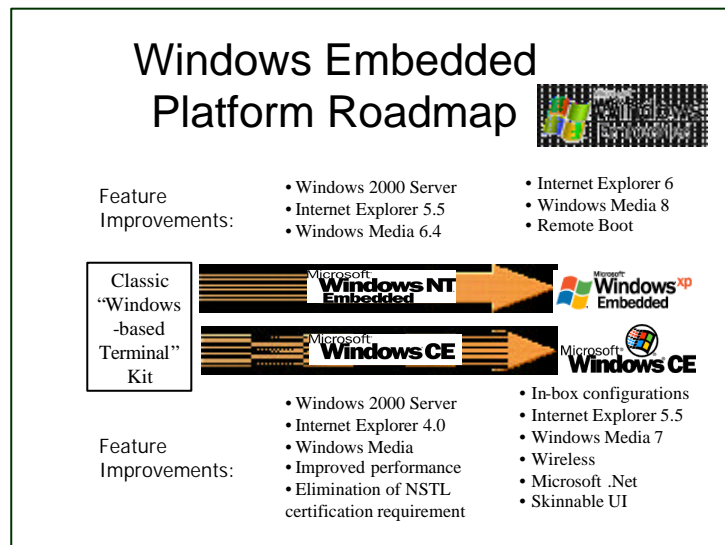 Windows Embedded
Platform Roadmap
Windows
Feature
Improvements:
• Windows 2000 Server
• Internet Explorer 5.5
• Windows Media 6.4
• Internet Explorer 6
• Windows Media 8
• Remote Boot
Classic
“Windows
-based
Terminal”
Kit
Microsoft
Windows NT
Embedded
Microsoft
Windows xp
Embedded
Microsoft
Windows CE
Microsoft
Windows CE
Feature
Improvements:
• Windows 2000 Server
• Internet Explorer 4.0
• Windows Media
• Improved performance
• Elimination of NSTL
certification requirement
• In-box configurations
• Internet Explorer 5.5
• Windows Media 7
• Wireless
• Microsoft .Net
• Skinnable UI